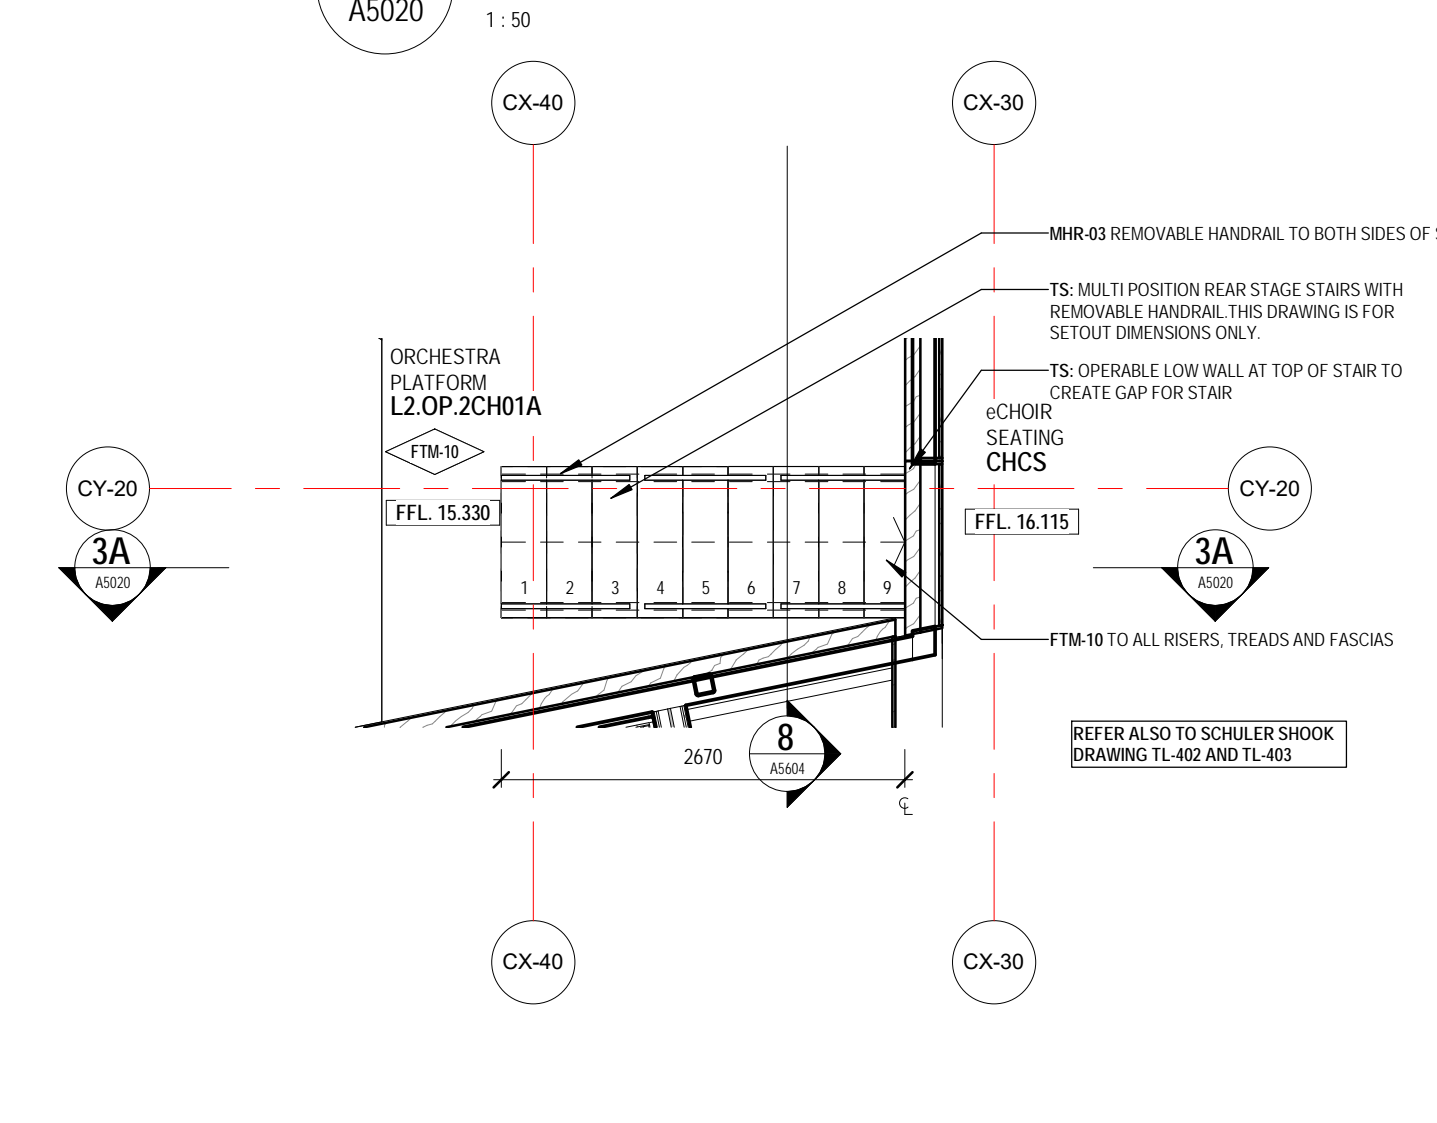 A5020
1 : 50
CX-40
CX-30
MHR-03 REMOVABLE HANDRAIL TO BOTH SIDES OF
TS: MULTI POSITION REAR STAGE STAIRS WITH
REMOVABLE HANDRAIL.THIS DRAWING IS FOR
SETOUT DIMENSIONS ONLY.
ORCHESTRA
PLATFORM
L2.OP.2CH01A
TS: OPERABLE LOW WALL AT TOP OF STAIR TO
CREATE GAP FOR STAIR
eCHOIR
SEATING
CHCS
FTM-10
CY-20
CY-20
FFL. 15.330
FFL. 16.115
3A
A5020
3A
A5020
1 2 3 4 5 6 7 8 9
FTM-10 TO ALL RISERS, TREADS AND FASCIAS
REFER ALSO TO SCHULER SHOOK
DRAWING TL-402 AND TL-403
2670
8
A5604
CL
CX-40
CX-30